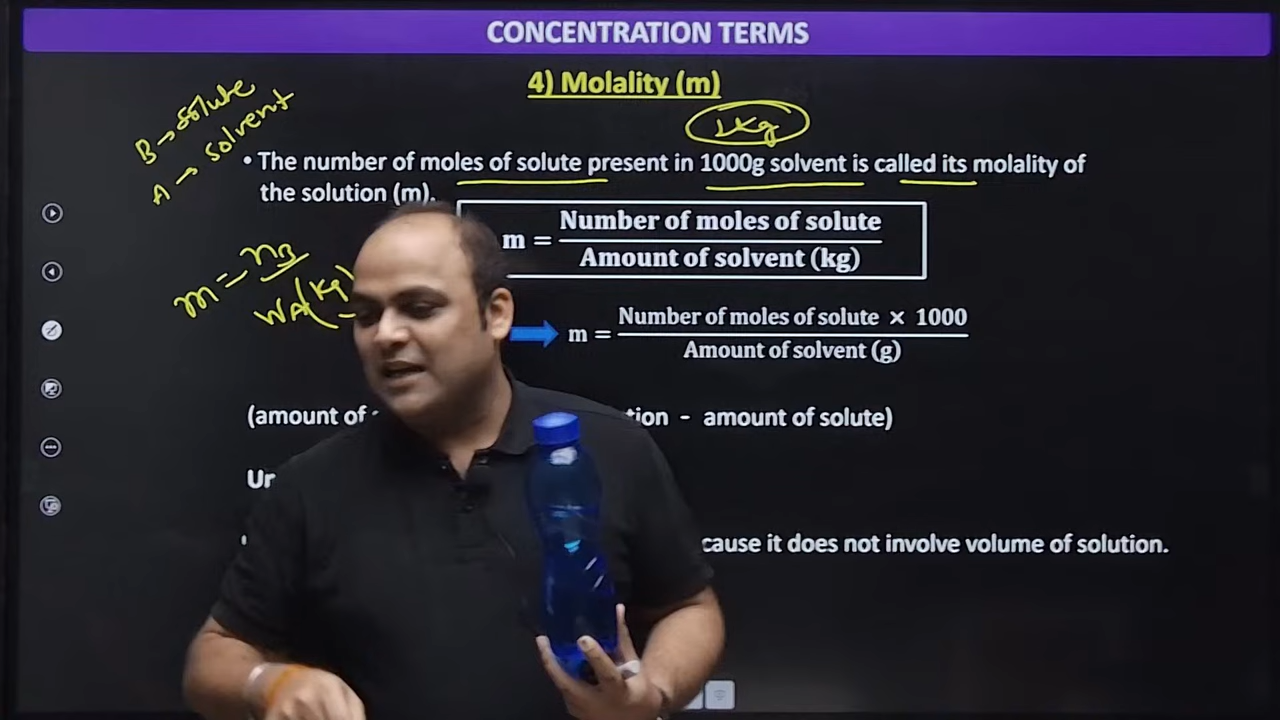 CONCENTRATION TERMS
4) Molality (m)
1kg
B → solute
A → solvent
• The number of moles of solute present in 1000g solvent is called its molality of
the solution (m).
m = Number of moles of solute
Amount of solvent (kg)
m = nB
WA(kg)
m = Number of moles of solute × 1000
Amount of solvent (g)
(amount of
tion - amount of solute)
cause it does not involve volume of solution.